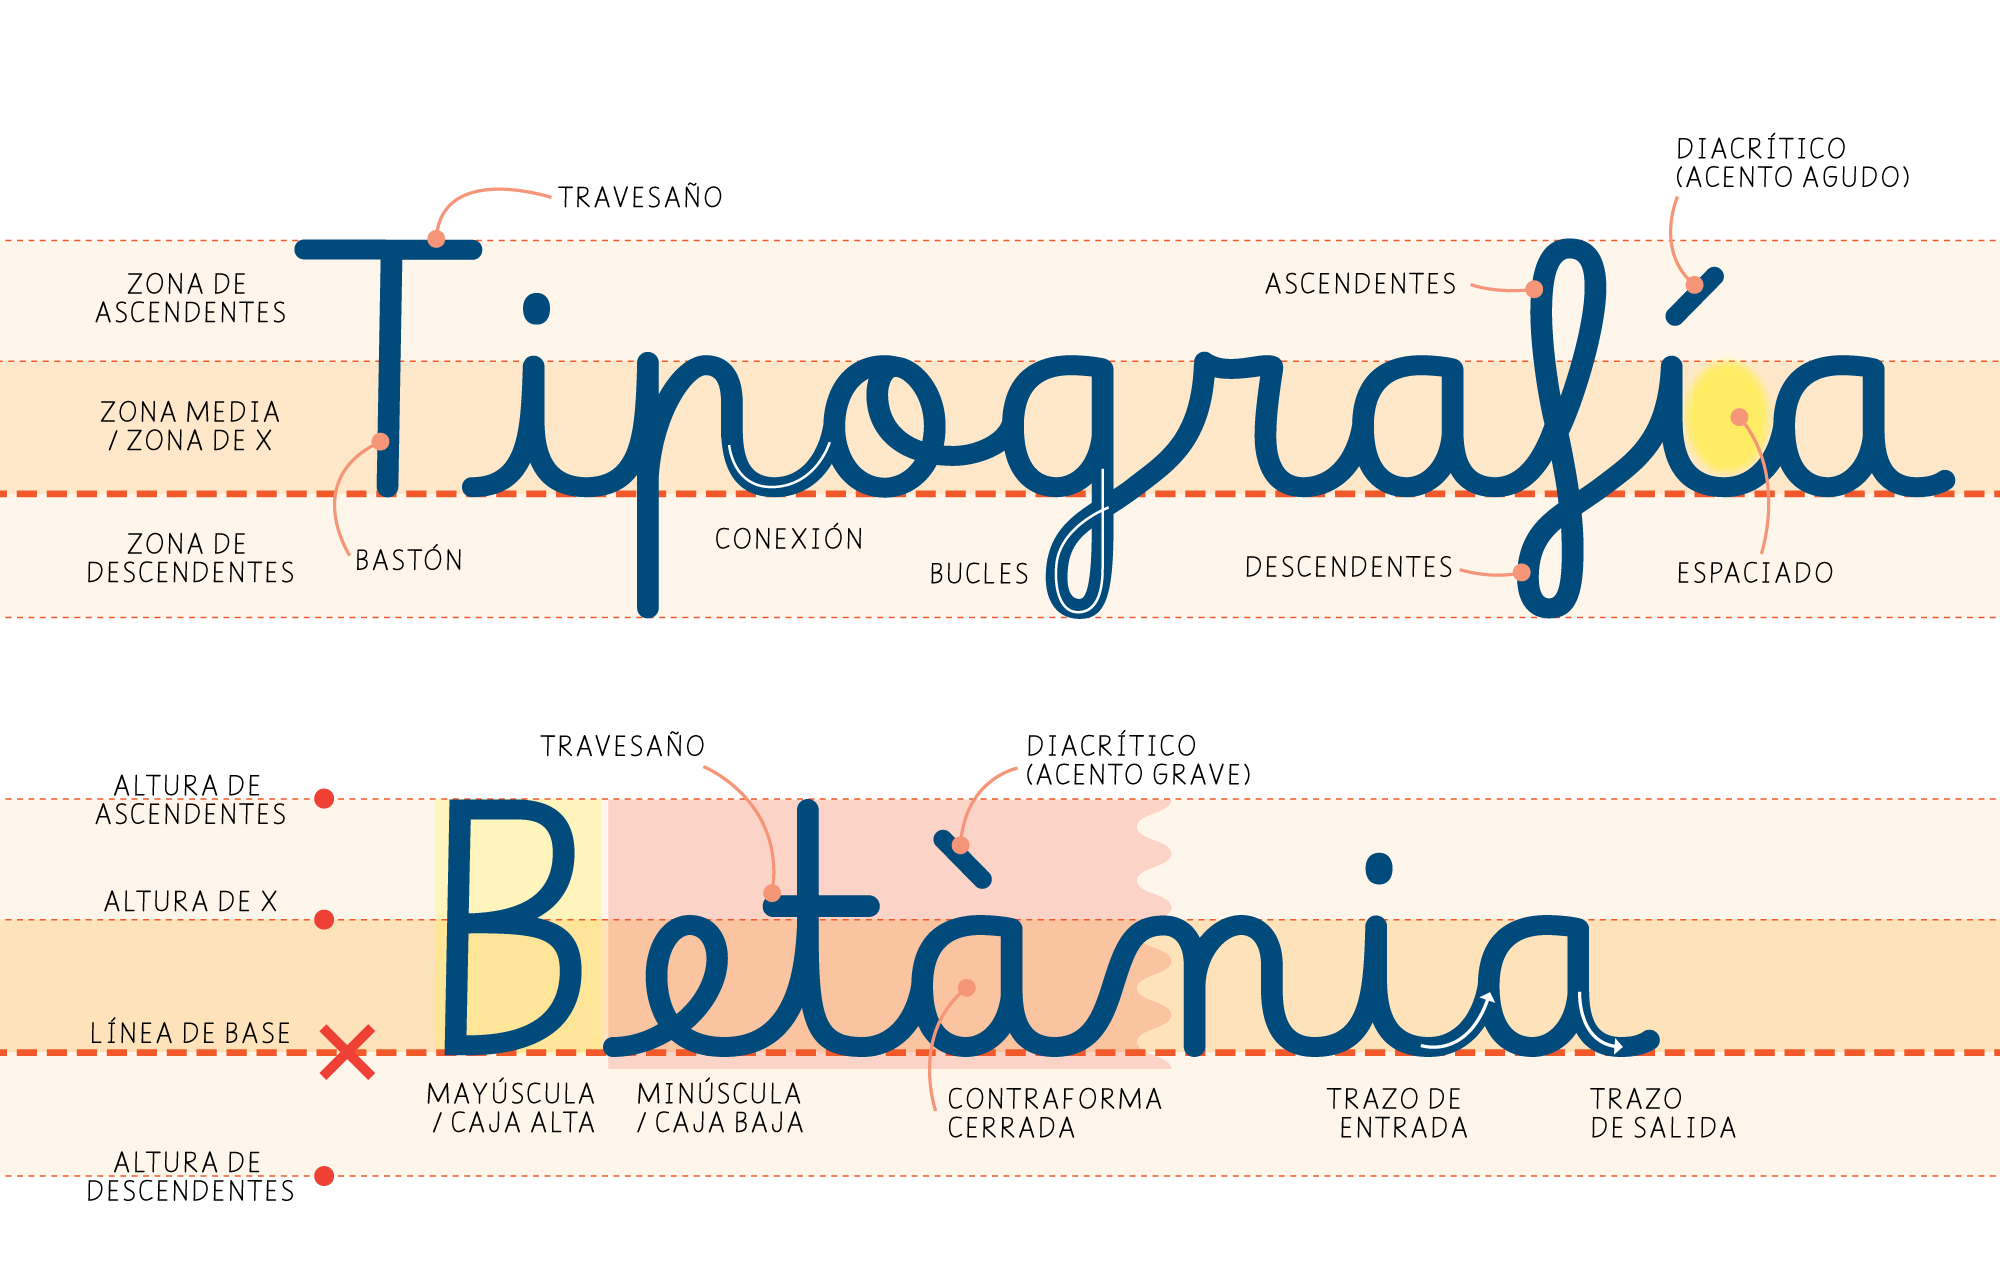 DIACRÍTICO
(ACENTO AGUDO)
TRAVESAÑO
ZONA DE
ASCENDENTES
ASCENDENTES
Tipografía
ZONA MEDIA
/ ZONA DE X
ZONA DE
DESCENDENTES
BASTÓN
CONEXIÓN
BUCLES
DESCENDENTES
ESPACIADO
TRAVESAÑO
DIACRÍTICO
(ACENTO GRAVE)
ALTURA DE
ASCENDENTES
ALTURA DE X
Betània
LÍNEA DE BASE
MAYÚSCULA
/ CAJA ALTA
MINÚSCULA
/ CAJA BAJA
CONTRAFORMA
CERRADA
TRAZO DE
ENTRADA
TRAZO
DE SALIDA
ALTURA DE
DESCENDENTES